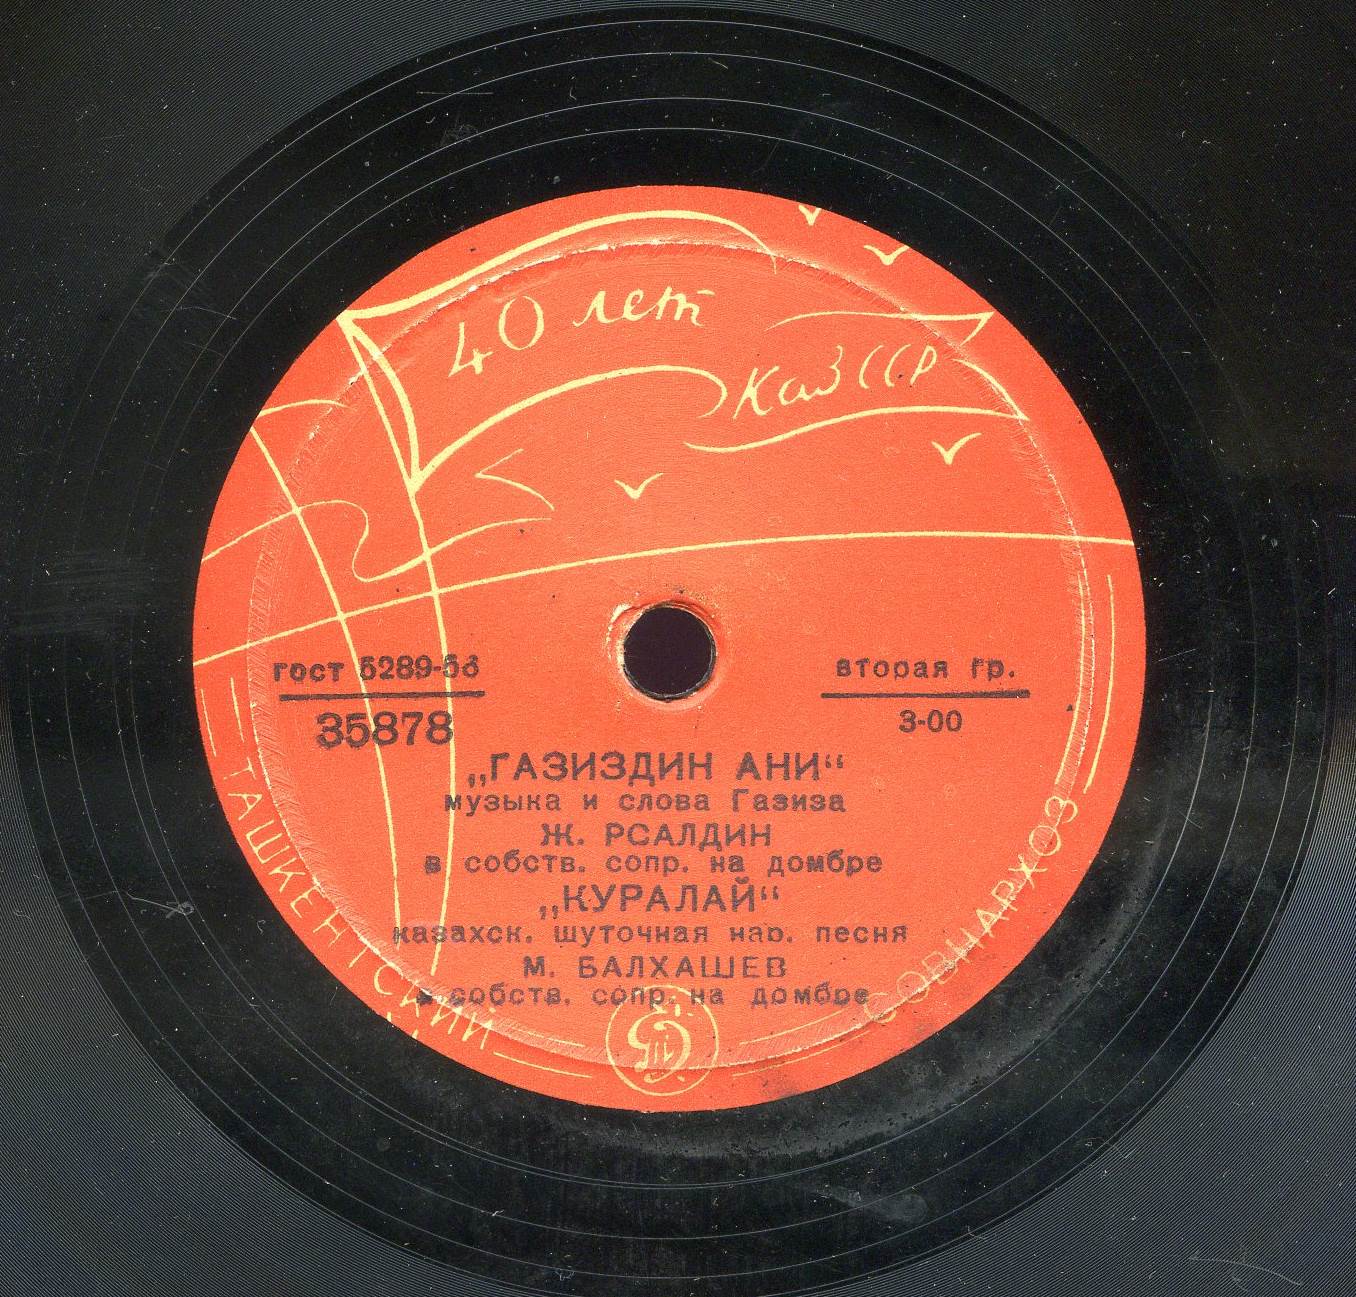 40 лет
КазССР
гост 5289-56
35878
вторая гр.
3-00
„ГАЗИЗДИН АНИ“
музыка и слова Газиза
Ж. РСАЛДИН
в собств. сопр. на домбре
„КУРАЛАЙ“
казахск. шуточная нар. песня
М. БАЛХАШЕВ
в собств. сопр. на домбре
ТАШКЕНТСКИЙ
СОВНАРХОЗ